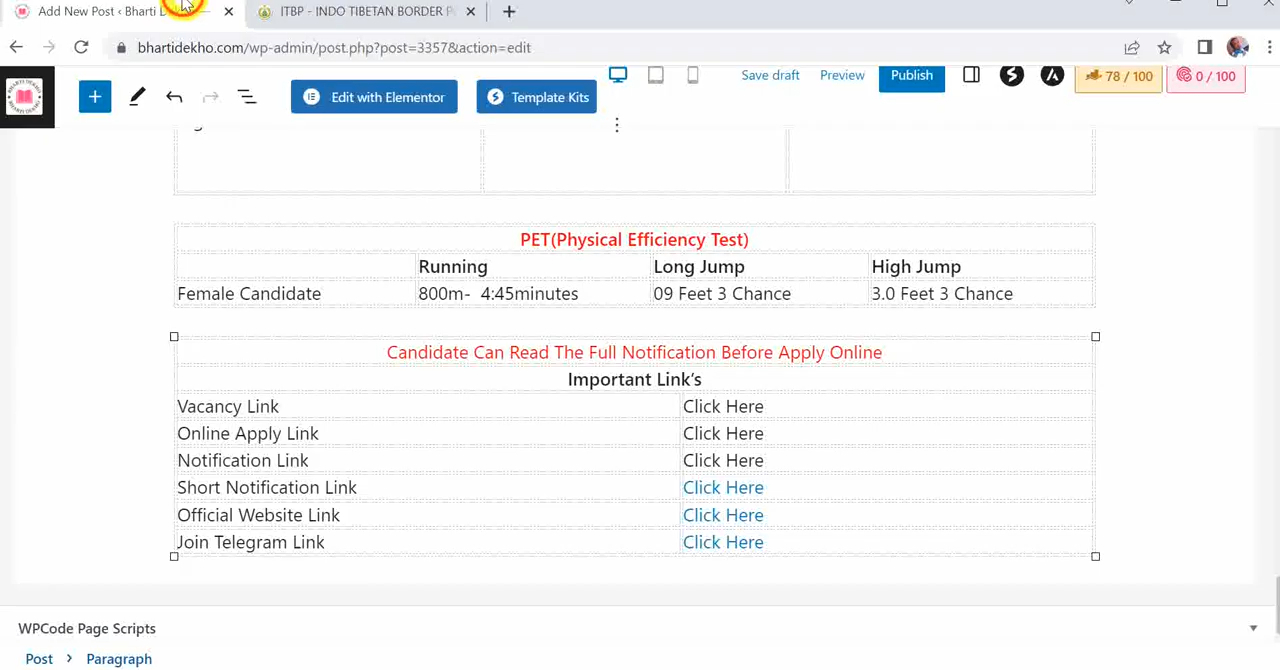 Add New Post ‹ Bharti D
ITBP - INDO TIBETAN BORDER P
bhartidekho.com/wp-admin/post.php?post=3357&action=edit
Edit with Elementor
Template Kits
Save draft
Preview
Publish
78 / 100
0 / 100
PET(Physical Efficiency Test)
Running Long Jump High Jump
Female Candidate 800m- 4:45minutes 09 Feet 3 Chance 3.0 Feet 3 Chance
Candidate Can Read The Full Notification Before Apply Online
Important Link's
Vacancy Link Click Here
Online Apply Link Click Here
Notification Link Click Here
Short Notification Link Click Here
Official Website Link Click Here
Join Telegram Link Click Here
WPCode Page Scripts
Post › Paragraph